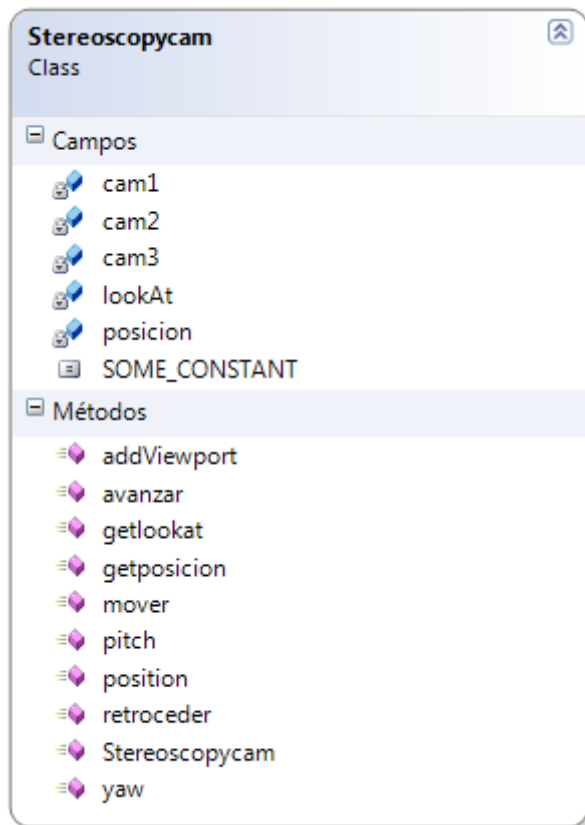 Stereoscopycam
Class
Campos
cam1
cam2
cam3
lookAt
posicion
SOME_CONSTANT
Métodos
addViewport
avanzar
getlookat
getposicion
mover
pitch
position
retroceder
Stereoscopycam
yaw